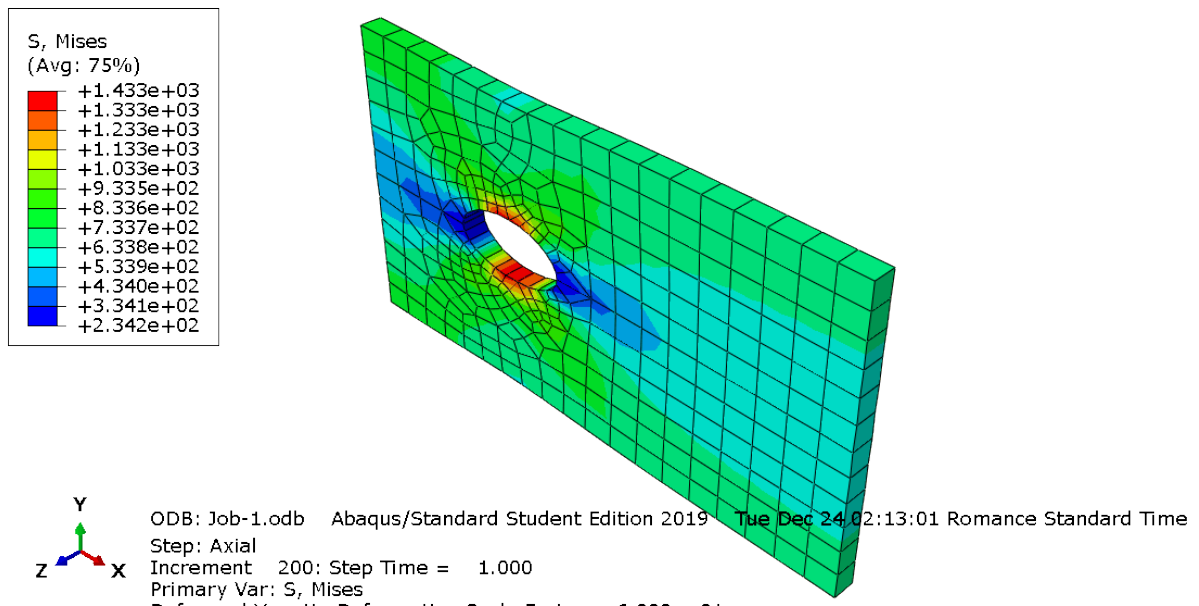 S, Mises
(Avg: 75%)
+1.433e+03
+1.333e+03
+1.233e+03
+1.133e+03
+1.033e+03
+9.335e+02
+8.336e+02
+7.337e+02
+6.338e+02
+5.339e+02
+4.340e+02
+3.341e+02
+2.342e+02
Y
Z X
ODB: Job-1.odb Abaqus/Standard Student Edition 2019 Tue Dec 24 02:13:01 Romance Standard Time
Step: Axial
Increment 200: Step Time = 1.000
Primary Var: S, Mises